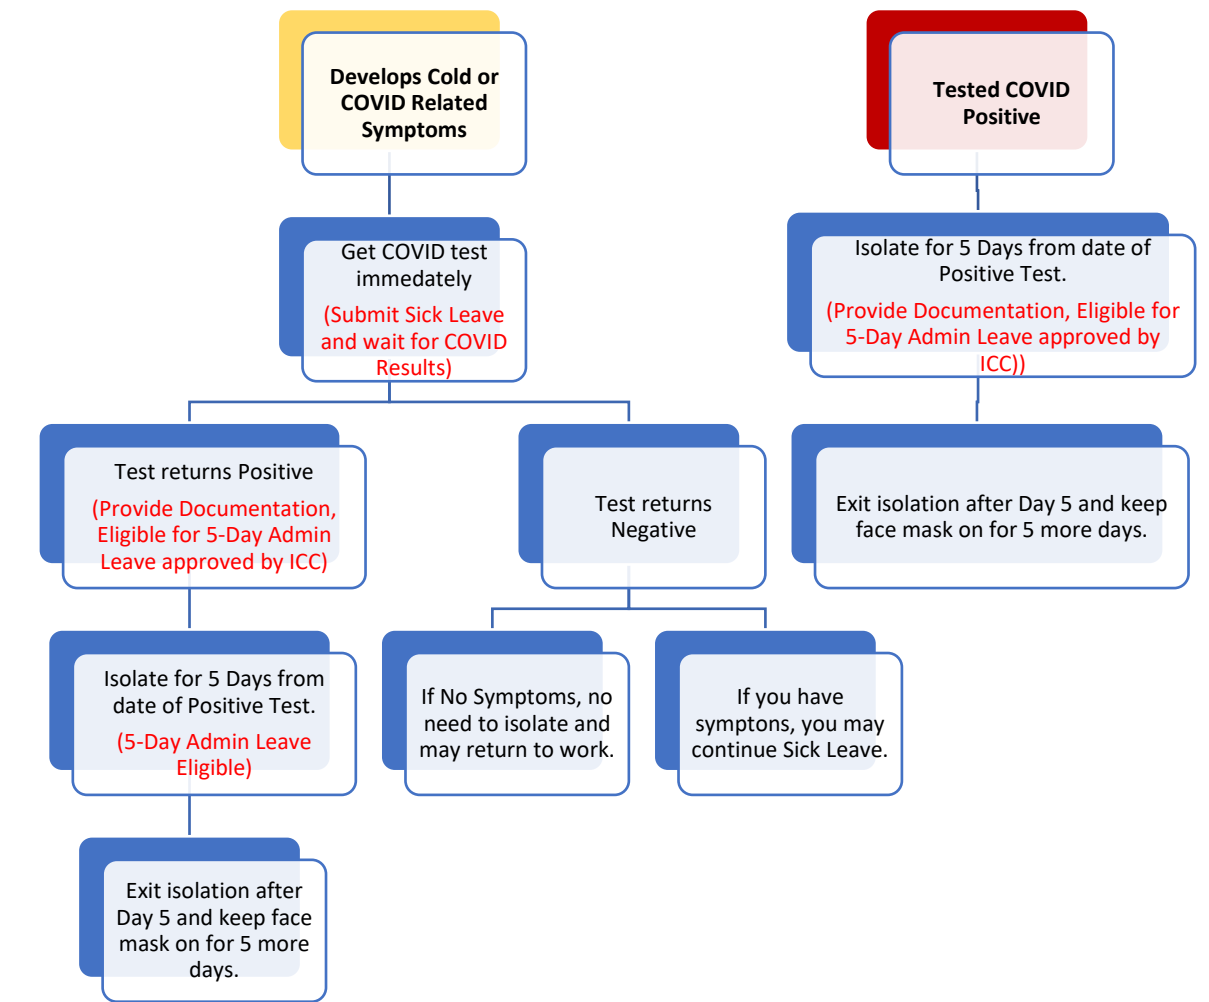 Develops Cold or
COVID Related
Symptoms
Get COVID test
immedately
(Submit Sick Leave
and wait for COVID
Results)
Test returns Positive
(Provide Documentation,
Eligible for 5-Day Admin
Leave approved by ICC)
Isolate for 5 Days from
date of Positive Test.
(5-Day Admin Leave
Eligible)
Exit isolation after
Day 5 and keep face
mask on for 5 more
days.
Test returns
Negative
If No Symptoms, no
need to isolate and
may return to work.
If you have
symptons, you may
continue Sick Leave.
Tested COVID
Positive
Isolate for 5 Days from date of
Positive Test.
(Provide Documentation, Eligible for
5-Day Admin Leave approved by
ICC))
Exit isolation after Day 5 and keep
face mask on for 5 more days.